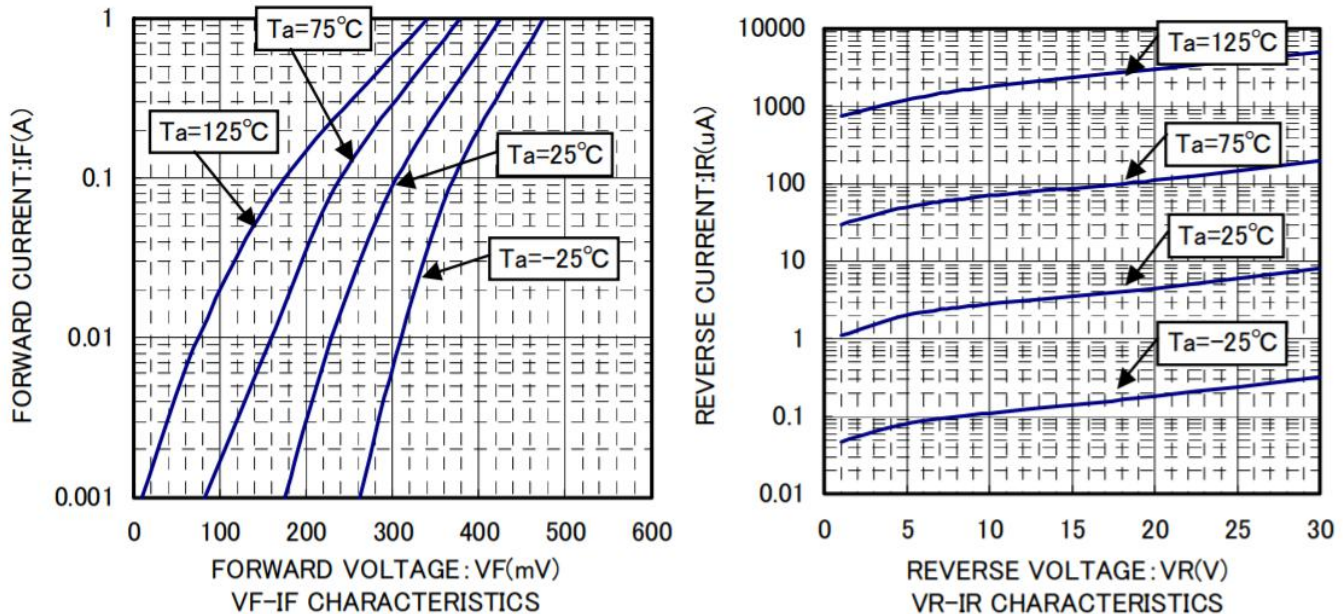 1
0.1
0.01
0.001
FORWARD CURRENT:IF(A)
Ta=75℃
Ta=125℃
Ta=25℃
Ta=-25℃
0 100 200 300 400 500 600
FORWARD VOLTAGE:VF(mV)
VF-IF CHARACTERISTICS
10000
1000
100
10
1
0.1
0.01
REVERSE CURRENT:IR(uA)
Ta=125℃
Ta=75℃
Ta=25℃
Ta=-25℃
0 5 10 15 20 25 30
REVERSE VOLTAGE:VR(V)
VR-IR CHARACTERISTICS